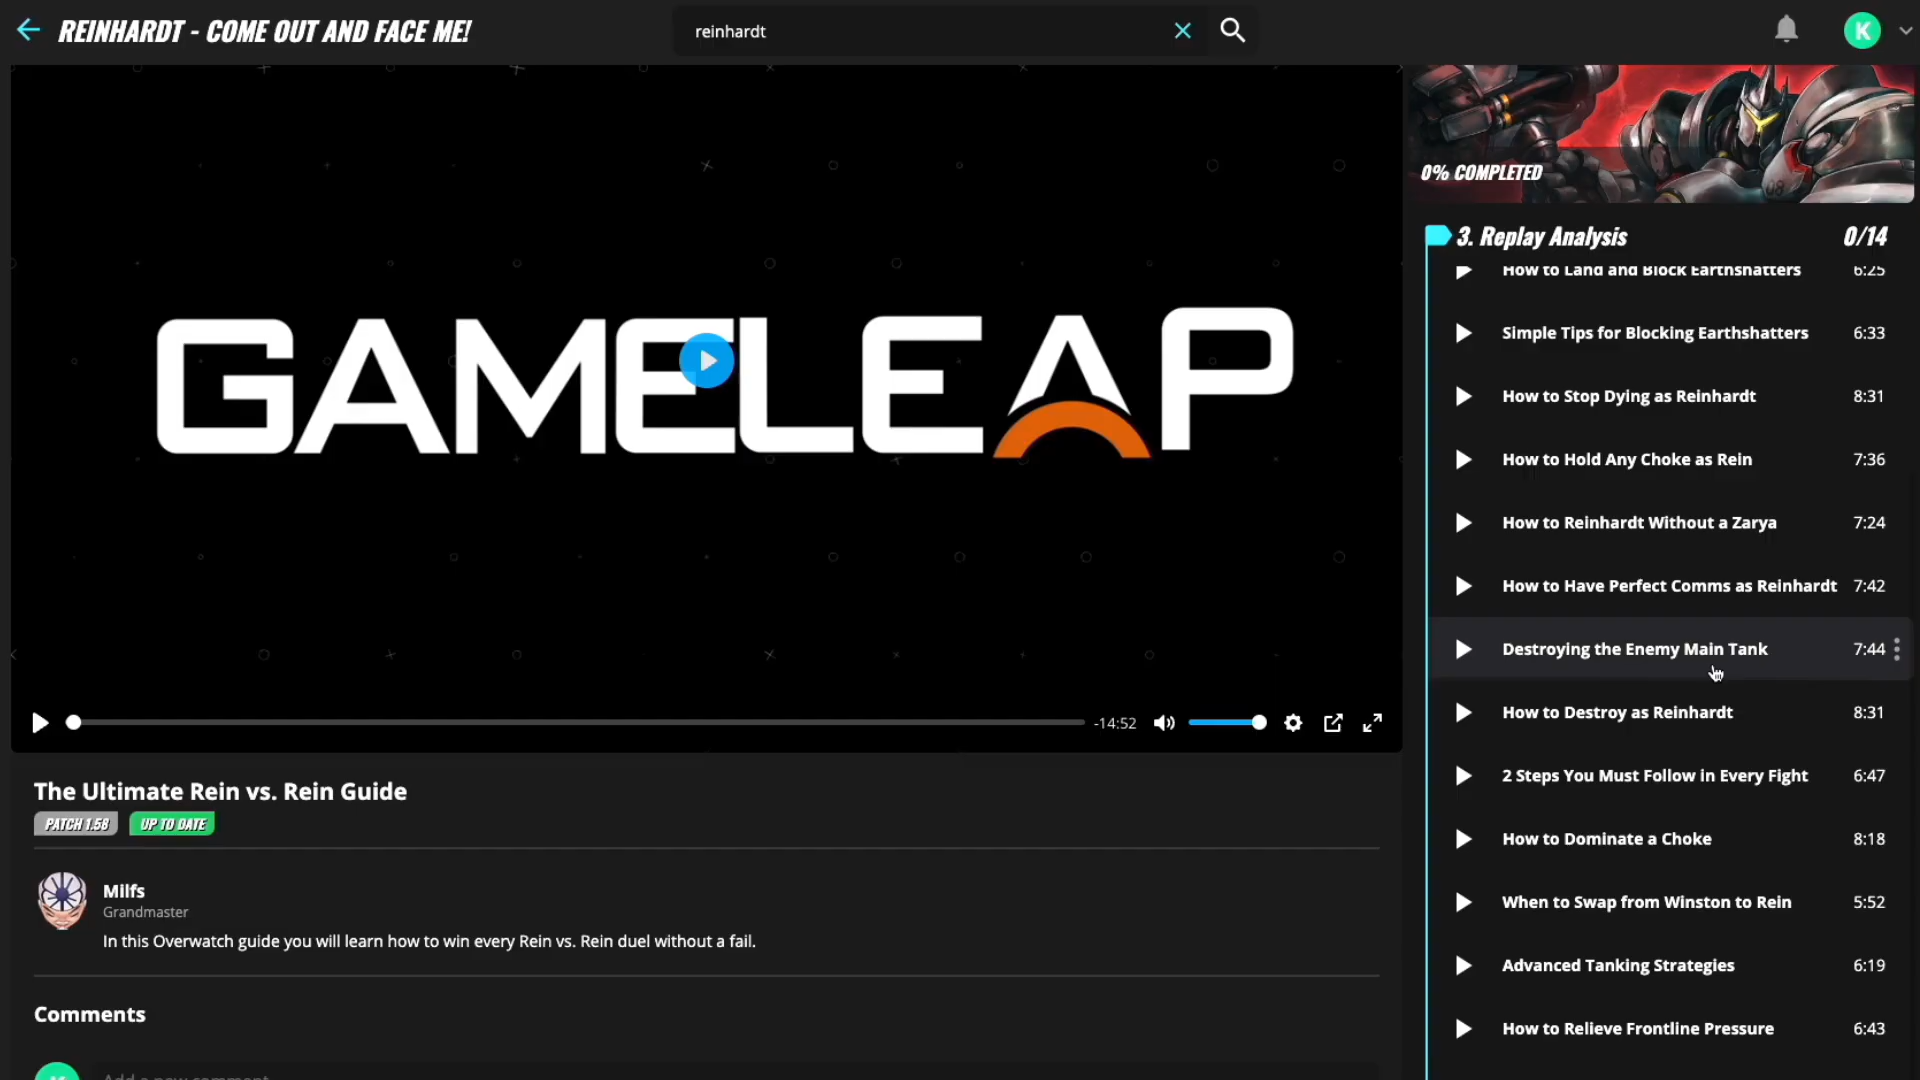 REINHARDT - COME OUT AND FACE ME!
reinhardt
K
GAMELEAP
-14:52
The Ultimate Rein vs. Rein Guide
PATCH 1.58
UP TO DATE
Milfs
Grandmaster
In this Overwatch guide you will learn how to win every Rein vs. Rein duel without a fail.
Comments
Add a new comment
0% COMPLETED
3. Replay Analysis 0/14
How to Land and Block Earthshatters 6:25
Simple Tips for Blocking Earthshatters 6:33
How to Stop Dying as Reinhardt 8:31
How to Hold Any Choke as Rein 7:36
How to Reinhardt Without a Zarya 7:24
How to Have Perfect Comms as Reinhardt 7:42
Destroying the Enemy Main Tank 7:44
How to Destroy as Reinhardt 8:31
2 Steps You Must Follow in Every Fight 6:47
How to Dominate a Choke 8:18
When to Swap from Winston to Rein 5:52
Advanced Tanking Strategies 6:19
How to Relieve Frontline Pressure 6:43